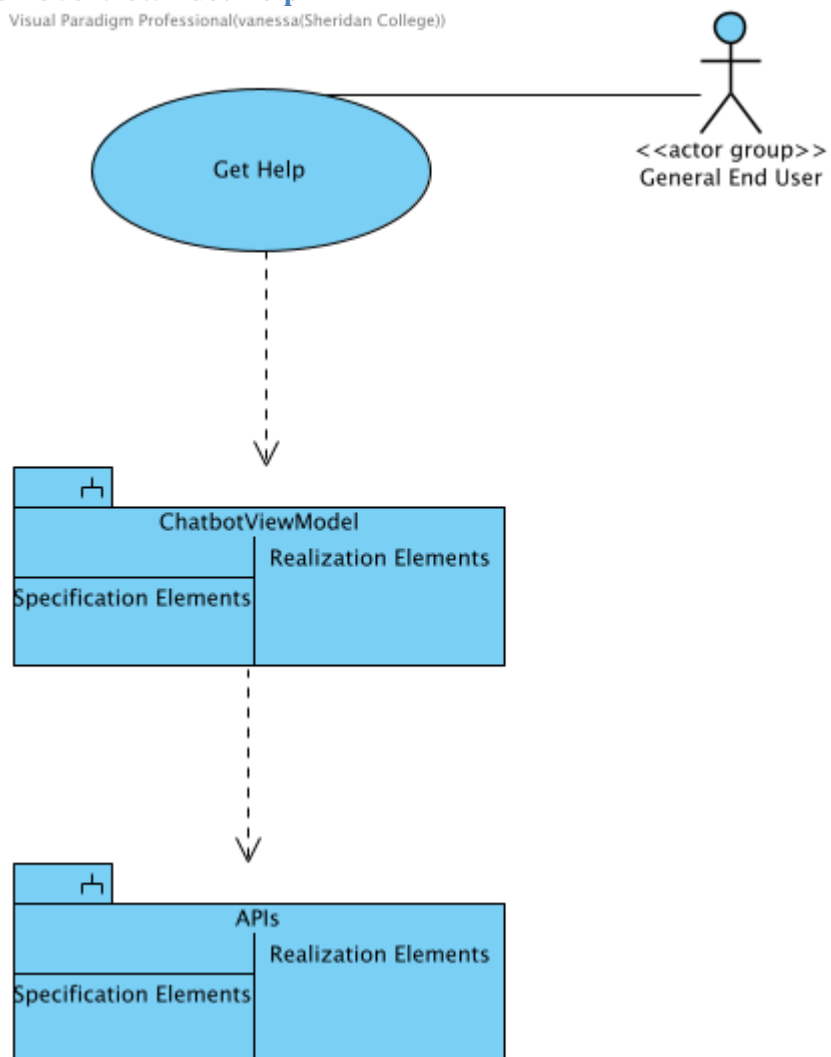 Visual Paradigm Professional(vanessa(Sheridan College))
Get Help
<<actor group>>
General End User
ChatbotViewModel
Realization Elements
Specification Elements
APIs
Realization Elements
Specification Elements